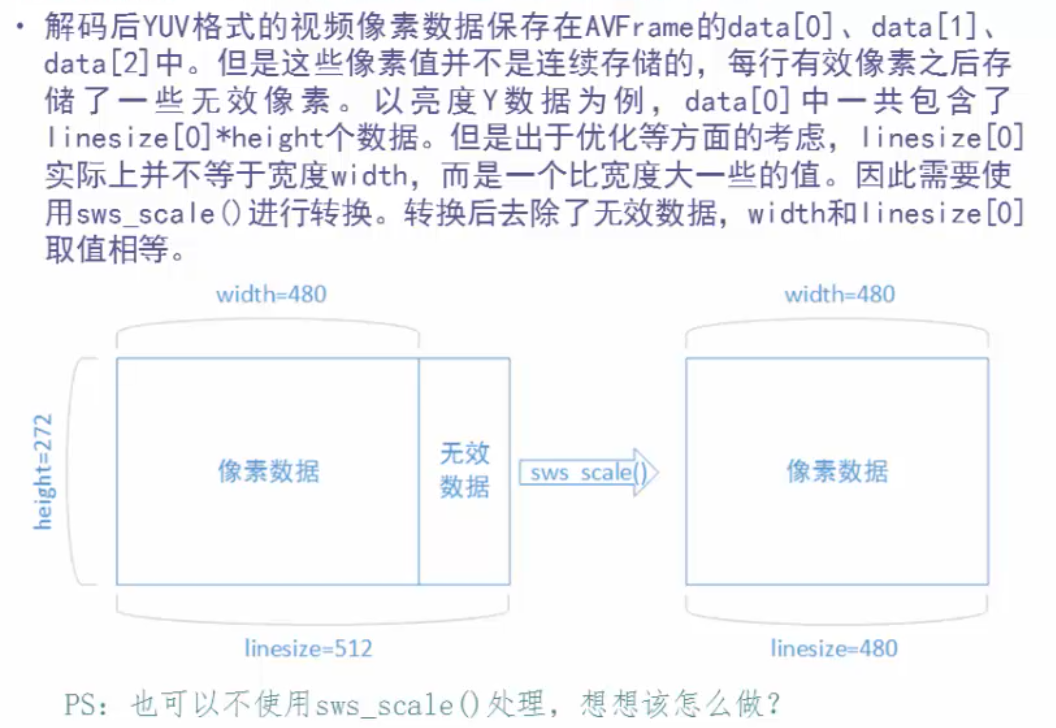 · 解码后YUV格式的视频像素数据保存在AVFrame的data[0]、data[1]、
data[2]中。但是这些像素值并不是连续存储的，每行有效像素之后存
储了一些无效像素。以亮度Y数据为例，data[0]中一共包含了
linesize[0]*height个数据。但是出于优化等方面的考虑，linesize[0]
实际上并不等于宽度width，而是一个比宽度大一些的值。因此需要使
用sws_scale()进行转换。转换后去除了无效数据，width和linesize[0]
取值相等。
width=480
width=480
height=272
像素数据
无效
数据
sws_scale()
像素数据
linesize=512
linesize=480
PS：也可以不使用sws_scale()处理，想想该怎么做？